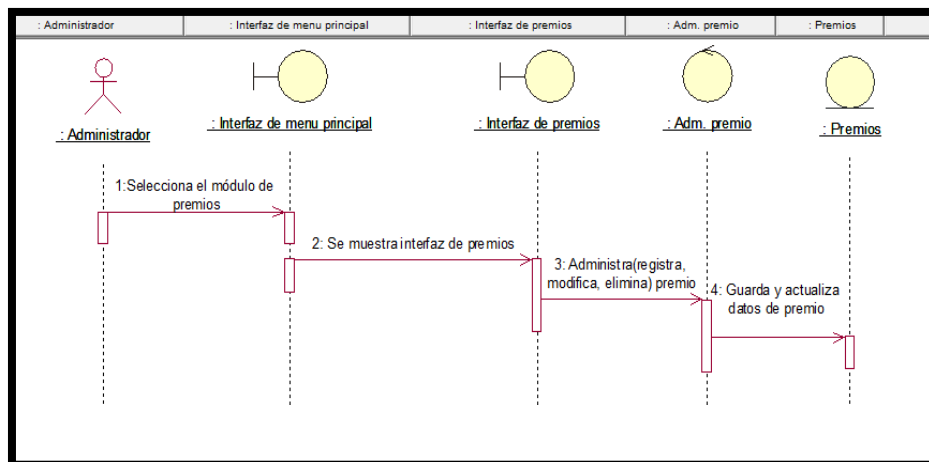 : Administrador
: Interfaz de menu principal
: Interfaz de premios
: Adm. premio
: Premios
: Administrador
: Interfaz de menu principal
: Interfaz de premios
: Adm. premio
: Premios
1:Selecciona el módulo de
premios
2: Se muestra interfaz de premios
3: Administra(registra,
modifica, elimina) premio
4: Guarda y actualiza
datos de premio